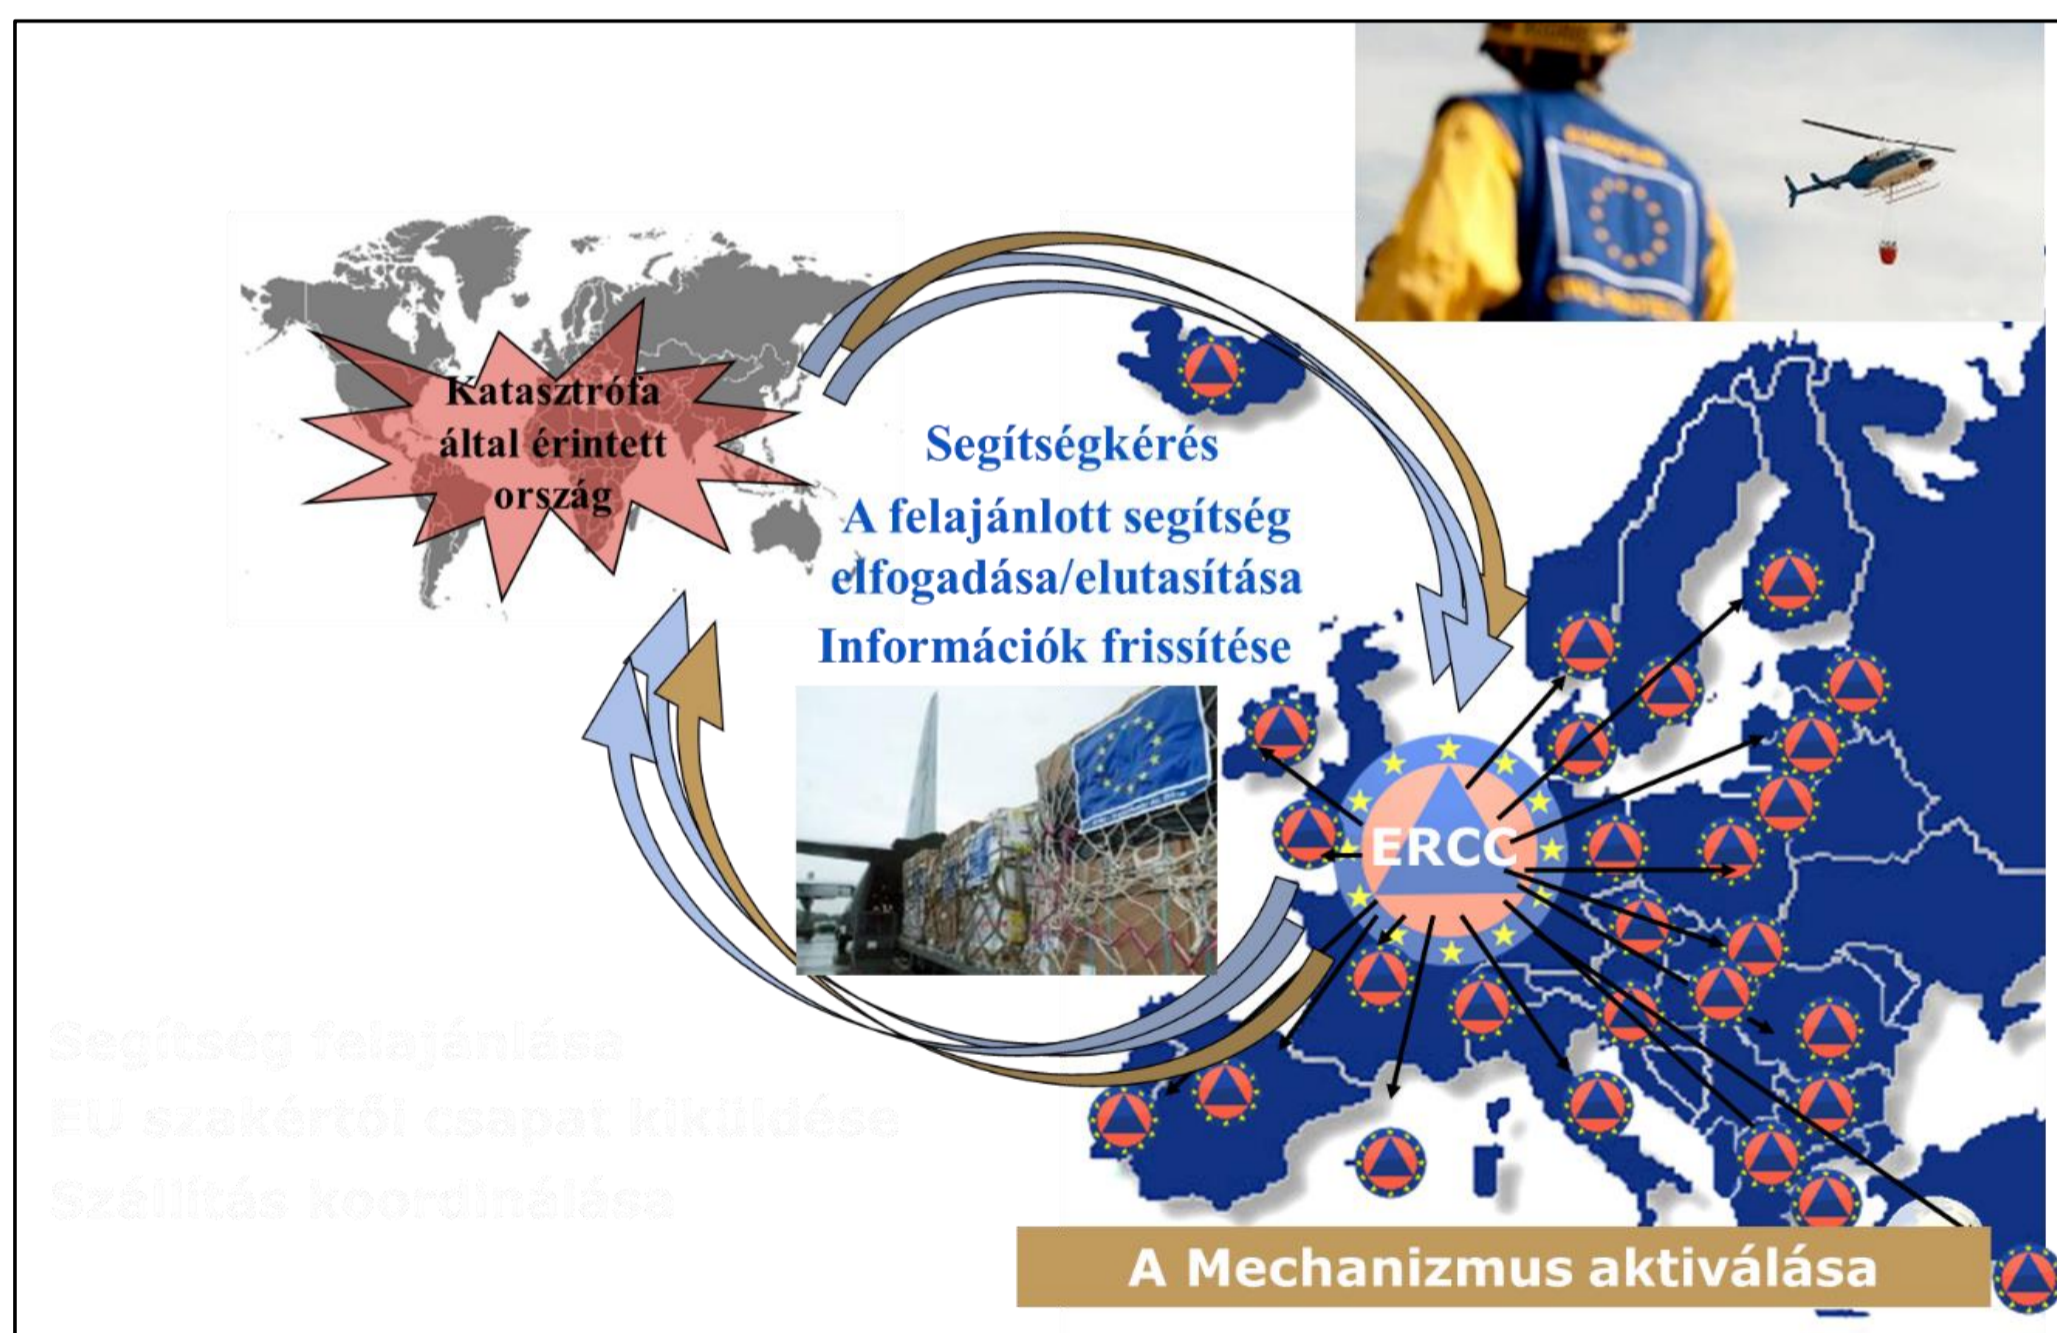 Katasztrófa
által érintett
ország
Segítségkérés
A felajánlott segítség
elfogadása/elutasítása
Információk frissítése
ERCC
Segítség felajánlása
EU szakértői csapat kiküldése
Szállítás koordinálása
A Mechanizmus aktiválása